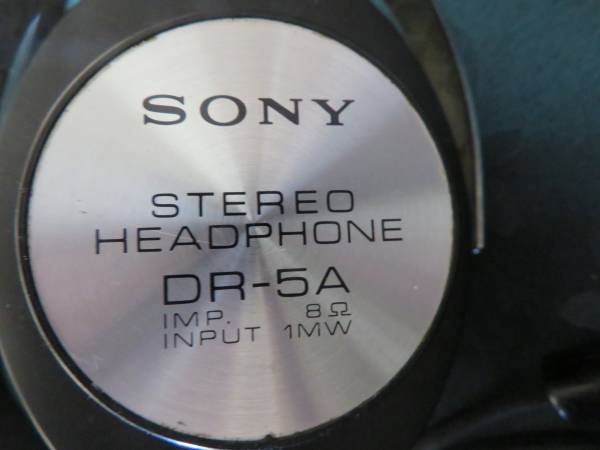 SONY
STEREO
HEADPHONE
DR-5A
IMP. 8Ω
INPUT 1MW